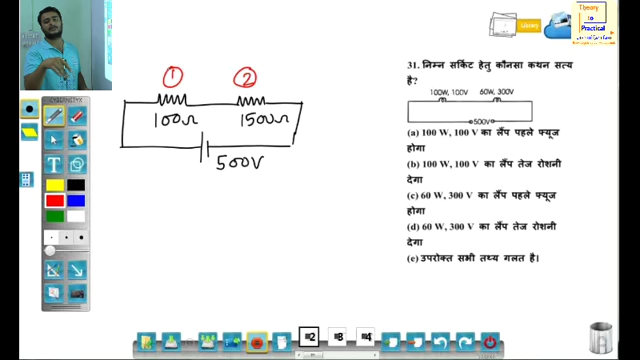 Theory
to
Practical
Library
①
②
100Ω
1500Ω
500V
31. निम्न सर्किट हेतु कौनसा कथन सत्य
है?
100W, 100V
60W, 300V
500V
(a) 100 W, 100 V का लैंप पहले फ्यूज
होगा
(b) 100 W, 100 V का लैंप तेज रोशनी
देगा
(c) 60 W, 300 V का लैंप पहले फ्यूज
होगा
(d) 60 W, 300 V का लैंप तेज रोशनी
देगा
(e) उपरोक्त सभी तथ्य गलत है।